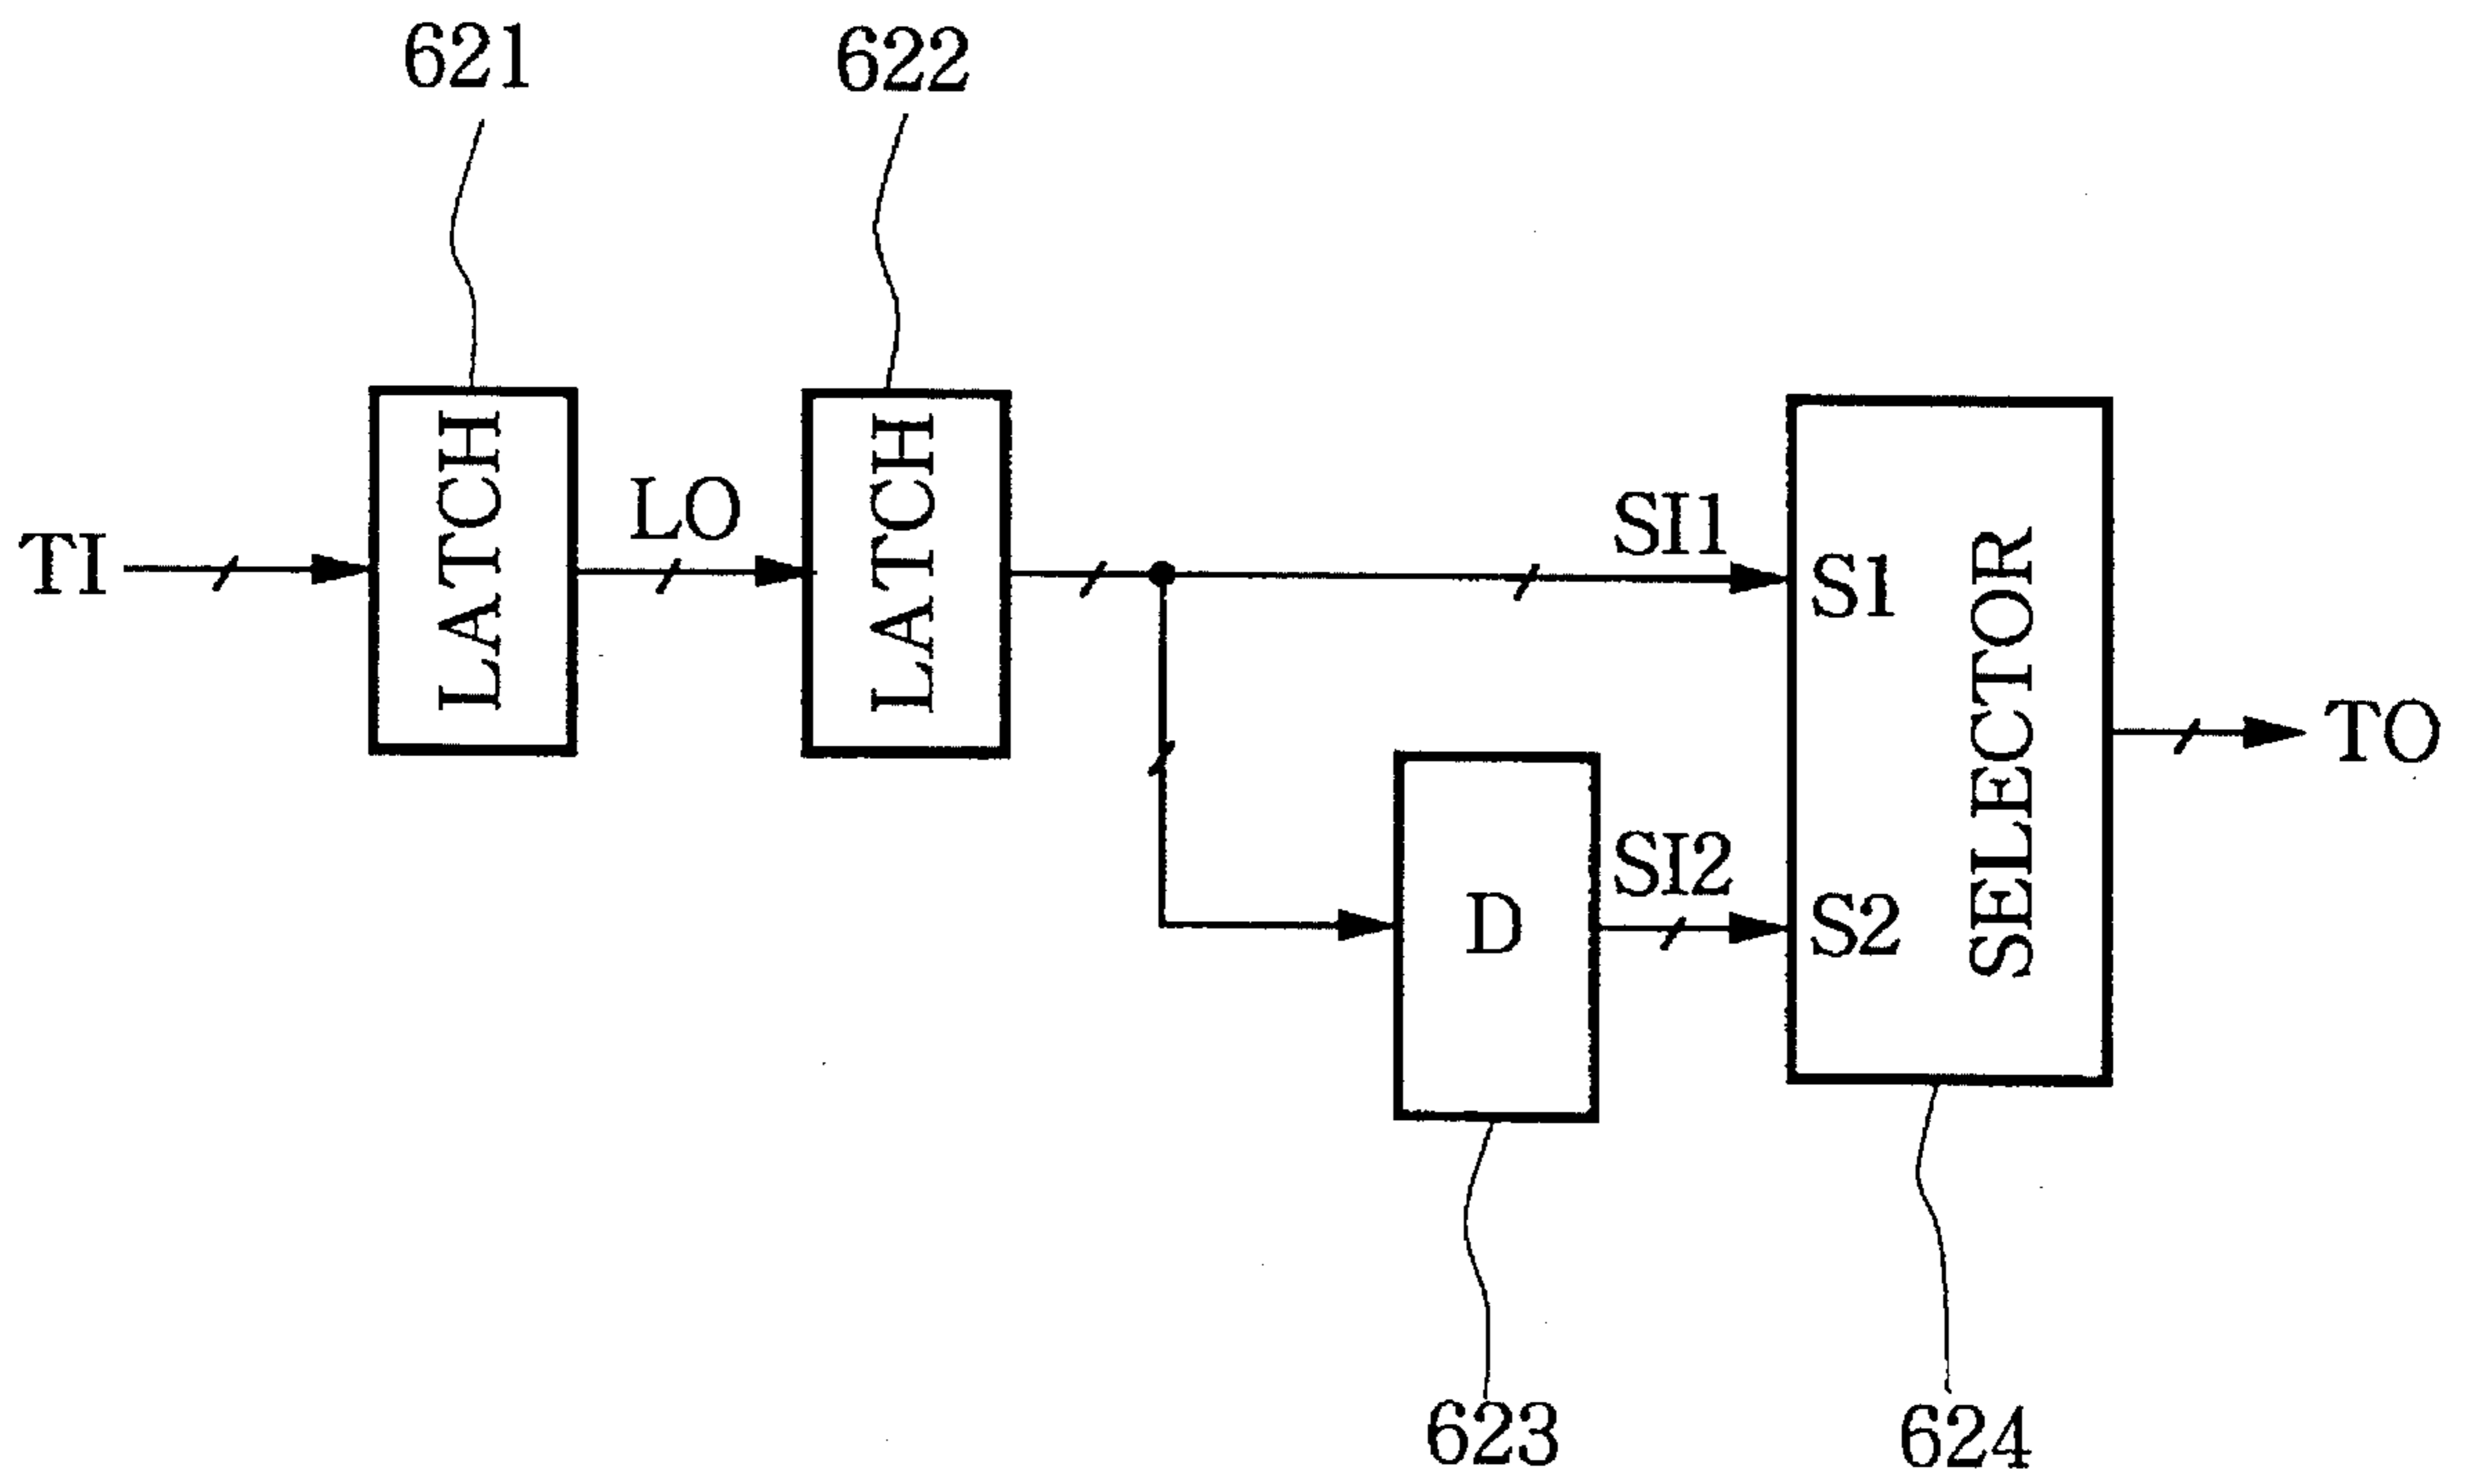 621
622
TI
LATCH
LO
LATCH
SI1
S1
SELECTOR
TO
D
SI2
S2
623
624